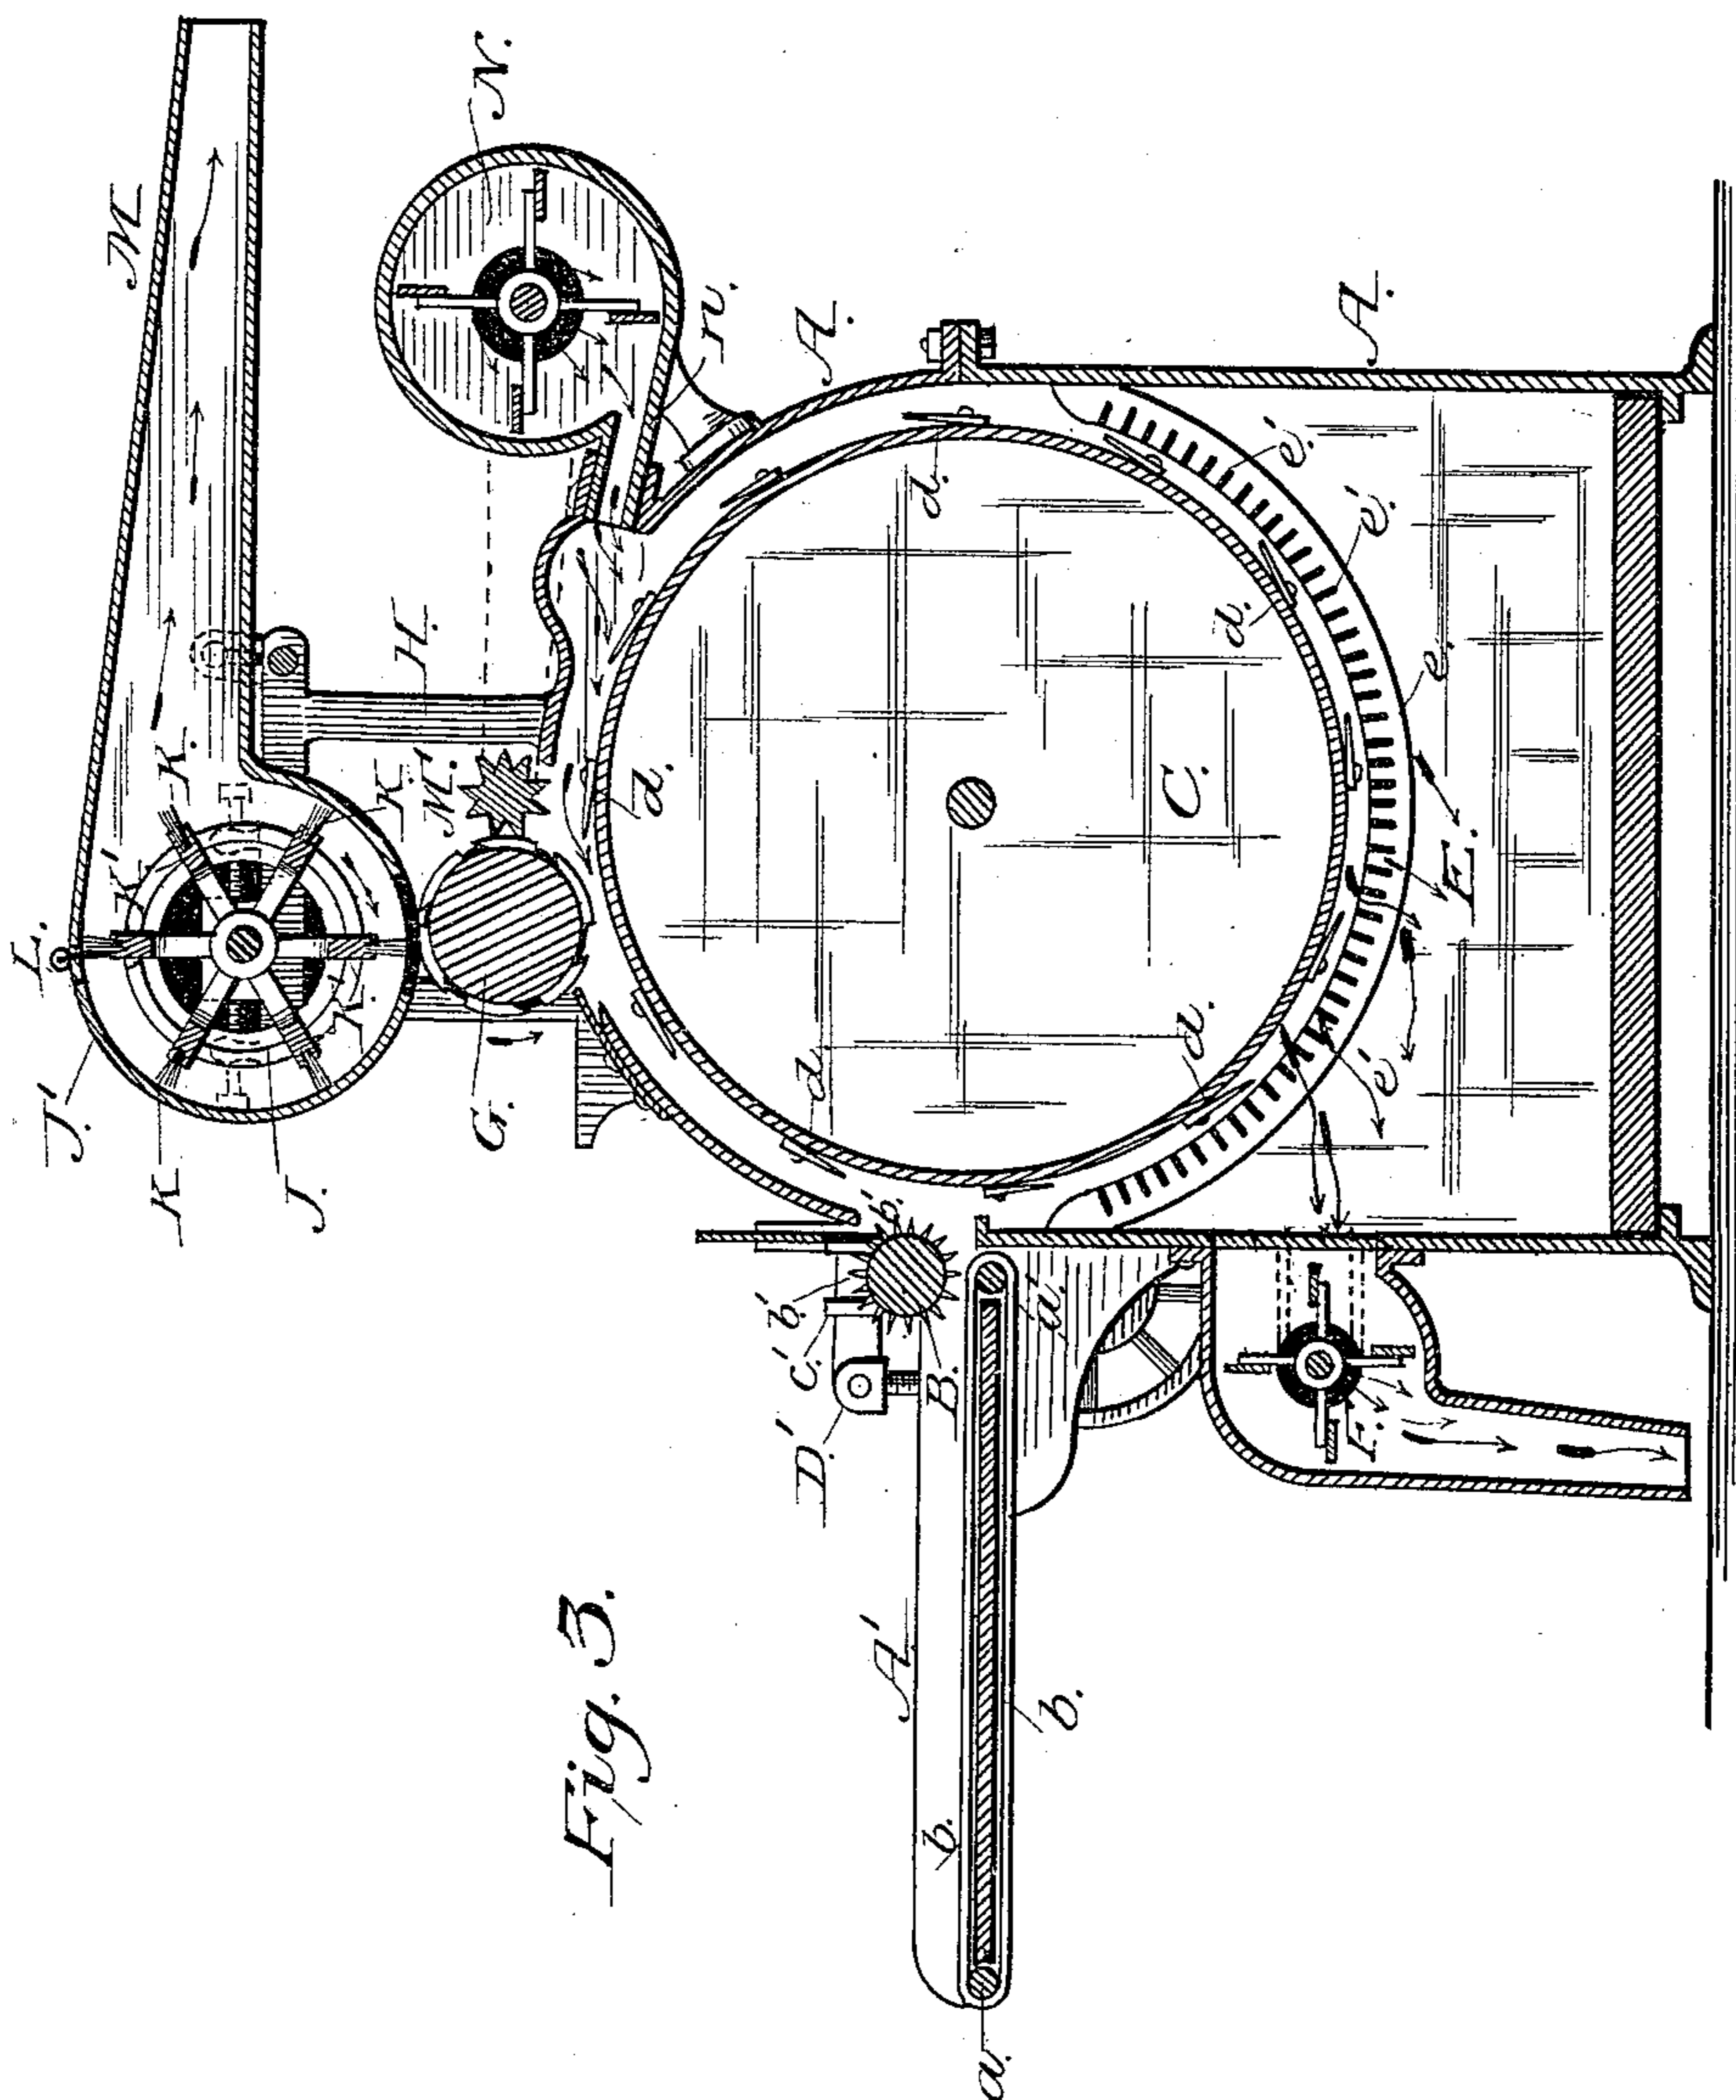 M.
N.
L.
K'.
K.
J'.
K.
H.
M'.
n.
A.
K
J.
K.
G.
d.
d.
A.
e'.
d.
e'.
d.
C.
e.
d.
b'.
b'.
C'.
D'
B.
a'.
E.
e'.
F.
A'
Fig. 3.
b.
b.
a.